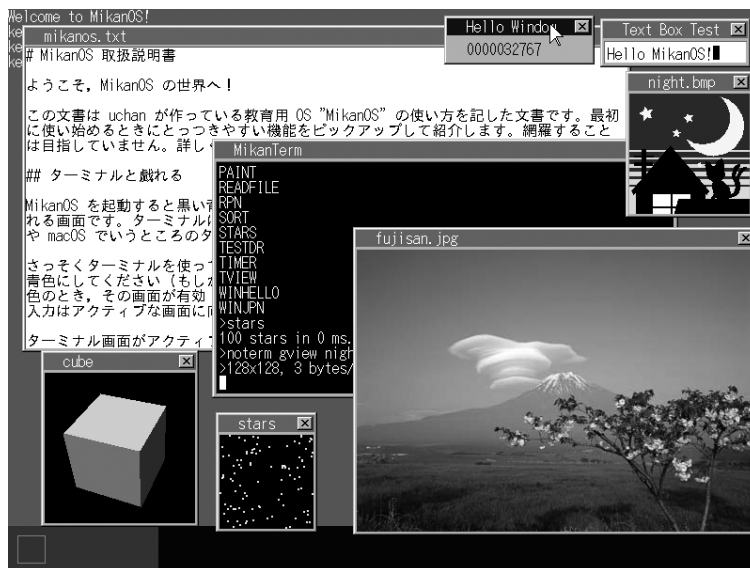 Welcome to MikanOS!
ke
ke
ke
mikanos.txt
# MikanOS 取扱説明書
ようこそ，MikanOS の世界へ！
この文書は uchan が作っている教育用 OS "MikanOS" の使い方を記した文書です。最初
に使い始めるときにとっつきやすい機能をピックアップして紹介します。網羅すること
は目指していません。詳し
## ターミナルと戯れる
MikanOS を起動すると黒い
れる画面です。ターミナルは
や macOS でいうところのタ
さっそくターミナルを使って
青色にしてください（もし
色のとき，その画面が有効
入力はアクティブな画面に
ターミナル画面がアクティ
Hello Window
0000032767
Text Box Test
Hello MikanOS!
night.bmp
MikanTerm
PAINT
READFILE
RPN
SORT
STARS
TESTDR
TIMER
TVIEW
WINHELLO
WINJPN
>stars
100 stars in 0 ms.
>noterm gview nigh
>128x128, 3 bytes/
fujisan.jpg
cube
stars